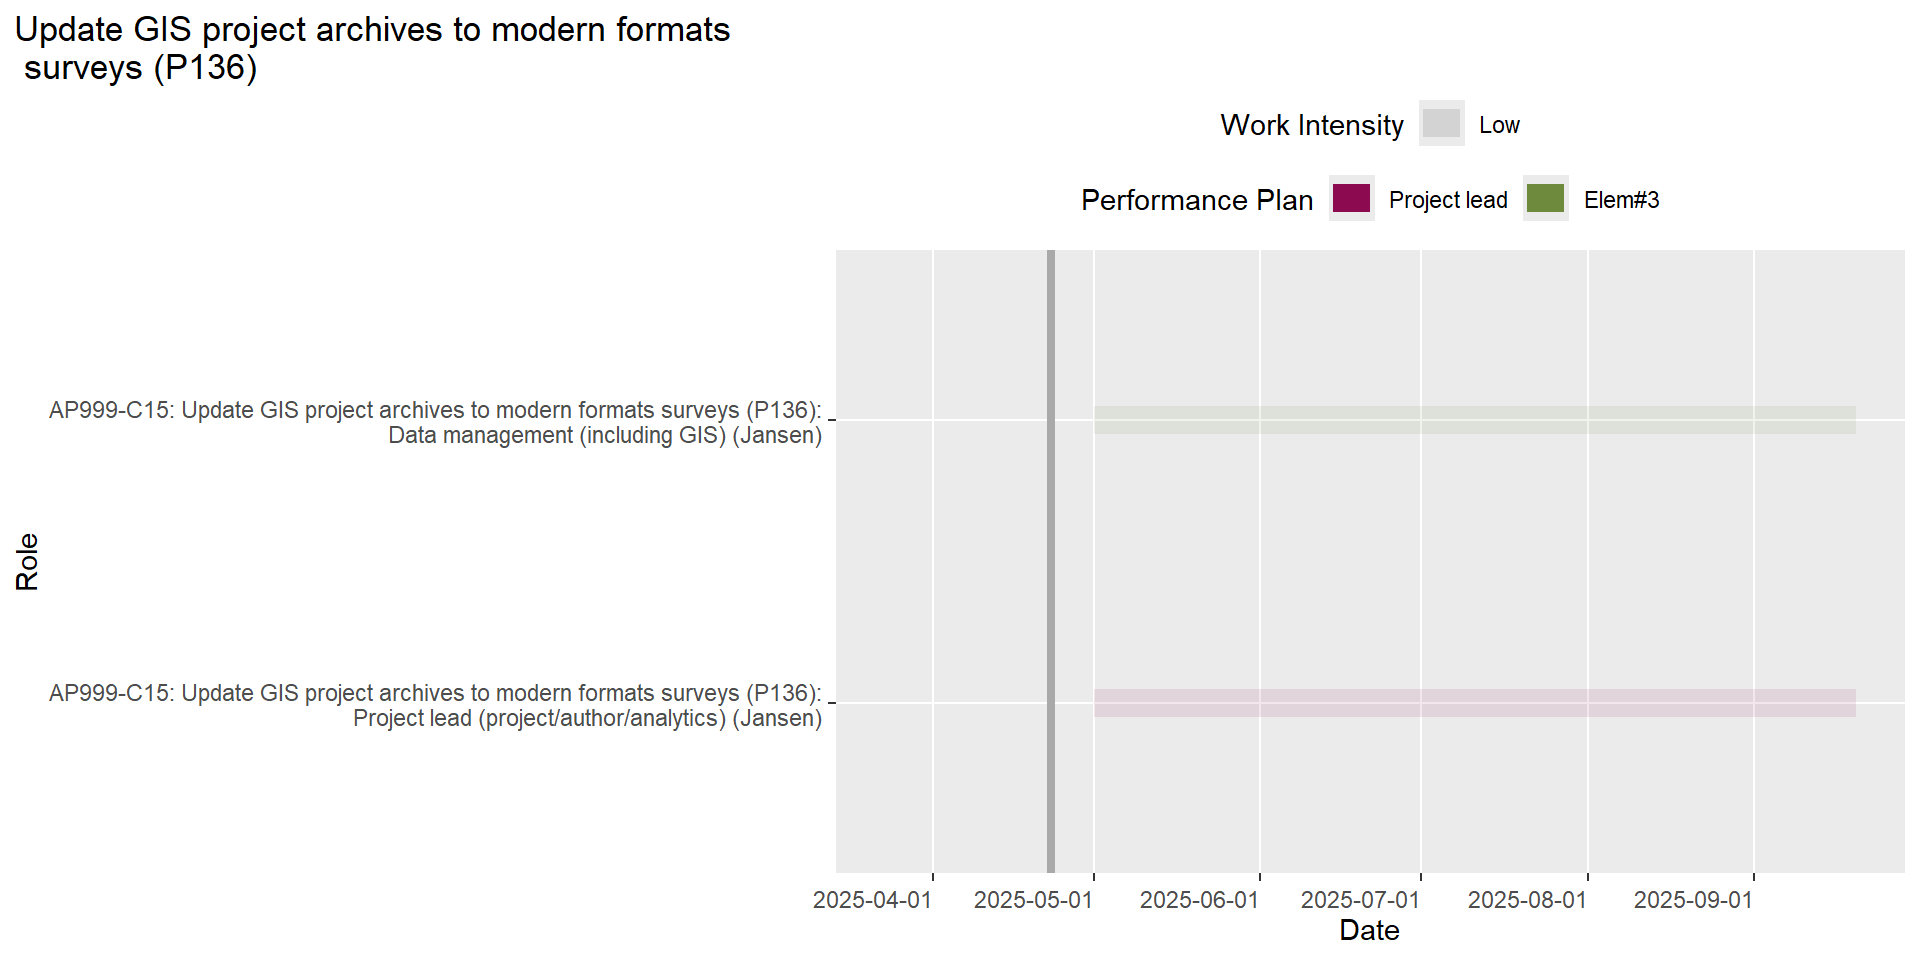 Update GIS project archives to modern formats
surveys (P136)
Work Intensity Low
Performance Plan Project lead Elem#3
AP999-C15: Update GIS project archives to modern formats surveys (P136):
Data management (including GIS) (Jansen)
Role
AP999-C15: Update GIS project archives to modern formats surveys (P136):
Project lead (project/author/analytics) (Jansen)
2025-04-01 2025-05-01 2025-06-01 2025-07-01 2025-08-01 2025-09-01
Date